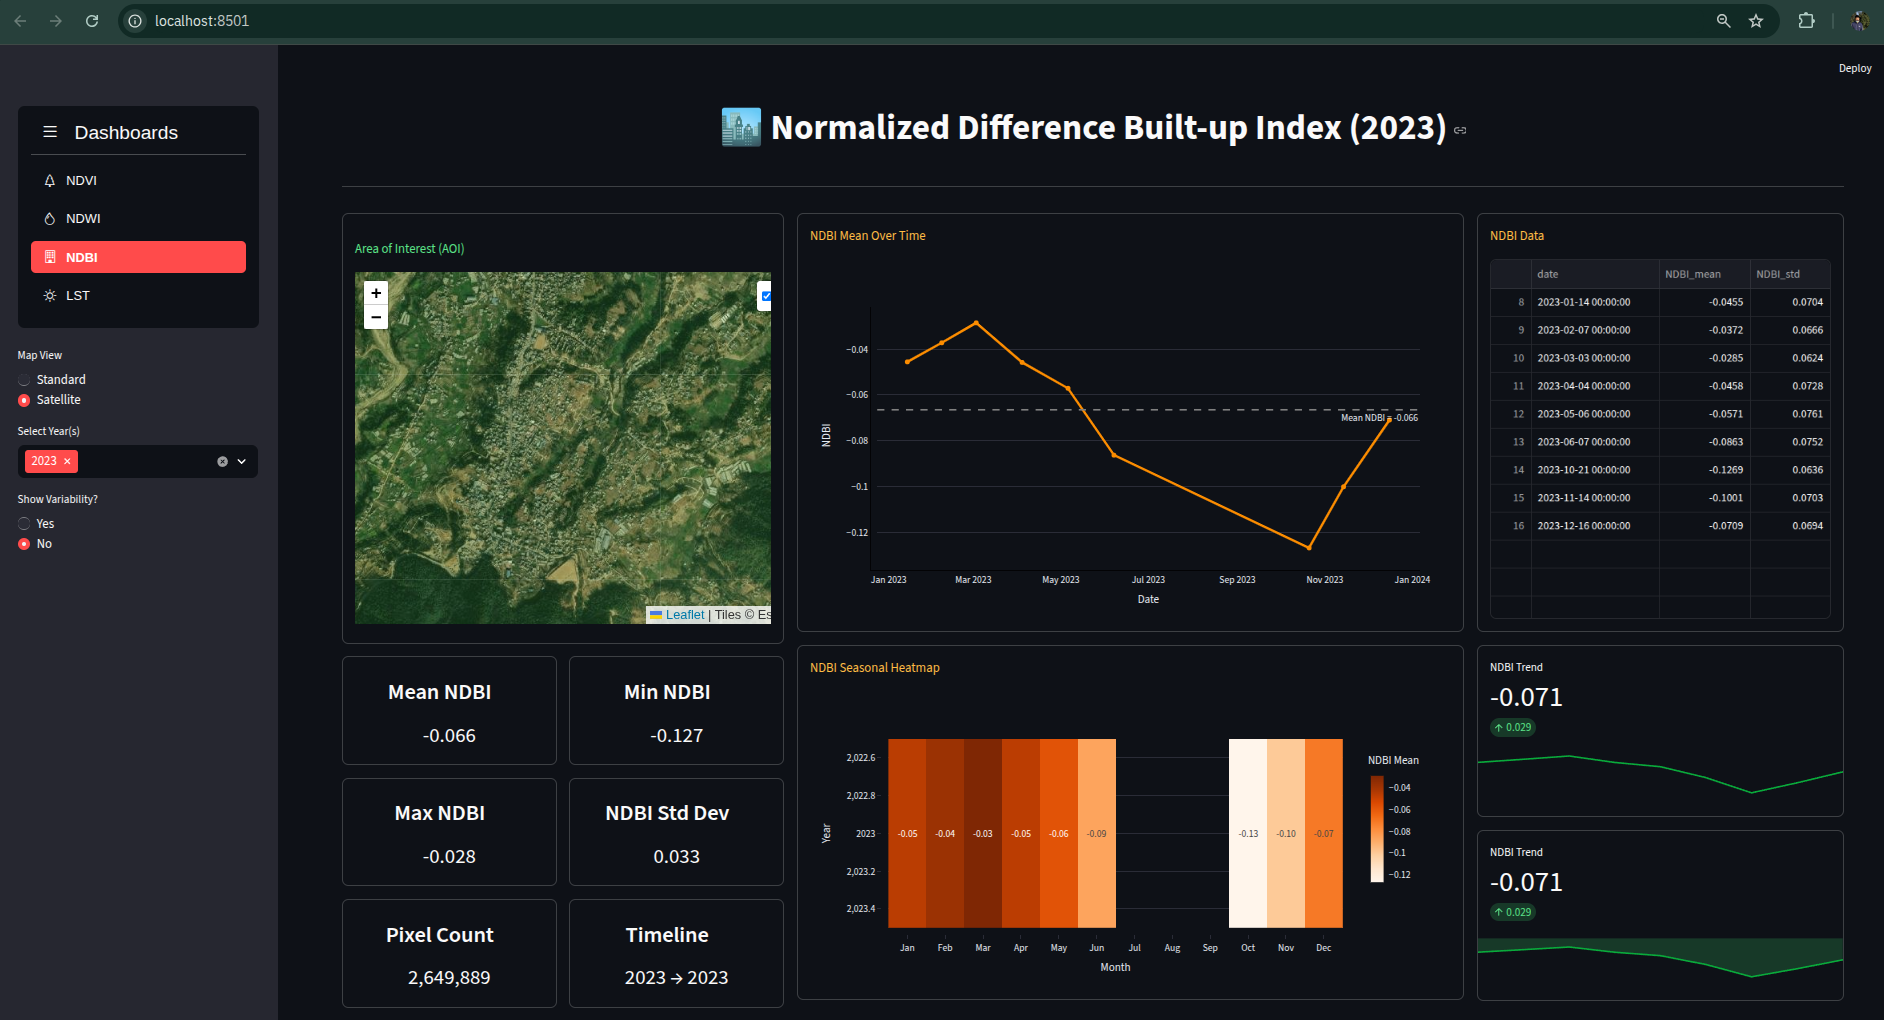 localhost:8501
Deploy
Dashboards
NDVI
NDWI
NDBI
LST
Map View
Standard
Satellite
Select Year(s)
2023 ×
Show Variability?
Yes
No
Normalized Difference Built-up Index (2023)
Area of Interest (AOI)
+
−
Leaflet | Tiles © Es
Mean NDBI
-0.066
Min NDBI
-0.127
Max NDBI
-0.028
NDBI Std Dev
0.033
Pixel Count
2,649,889
Timeline
2023 → 2023
NDBI Mean Over Time
NDBI
−0.04
−0.06
−0.08
−0.1
−0.12
Mean NDBI = -0.066
Jan 2023 Mar 2023 May 2023 Jul 2023 Sep 2023 Nov 2023 Jan 2024
Date
NDBI Seasonal Heatmap
Year
2,022.6
2,022.8
2023
2,023.2
2,023.4
-0.05 -0.04 -0.03 -0.05 -0.06 -0.09 -0.13 -0.10 -0.07
Jan Feb Mar Apr May Jun Jul Aug Sep Oct Nov Dec
Month
NDBI Mean
−0.04
−0.06
−0.08
−0.1
−0.12
NDBI Data
date NDBI_mean NDBI_std
8 2023-01-14 00:00:00 -0.0455 0.0704
9 2023-02-07 00:00:00 -0.0372 0.0666
10 2023-03-03 00:00:00 -0.0285 0.0624
11 2023-04-04 00:00:00 -0.0458 0.0728
12 2023-05-06 00:00:00 -0.0571 0.0761
13 2023-06-07 00:00:00 -0.0863 0.0752
14 2023-10-21 00:00:00 -0.1269 0.0636
15 2023-11-14 00:00:00 -0.1001 0.0703
16 2023-12-16 00:00:00 -0.0709 0.0694
NDBI Trend
-0.071
↑ 0.029
NDBI Trend
-0.071
↑ 0.029